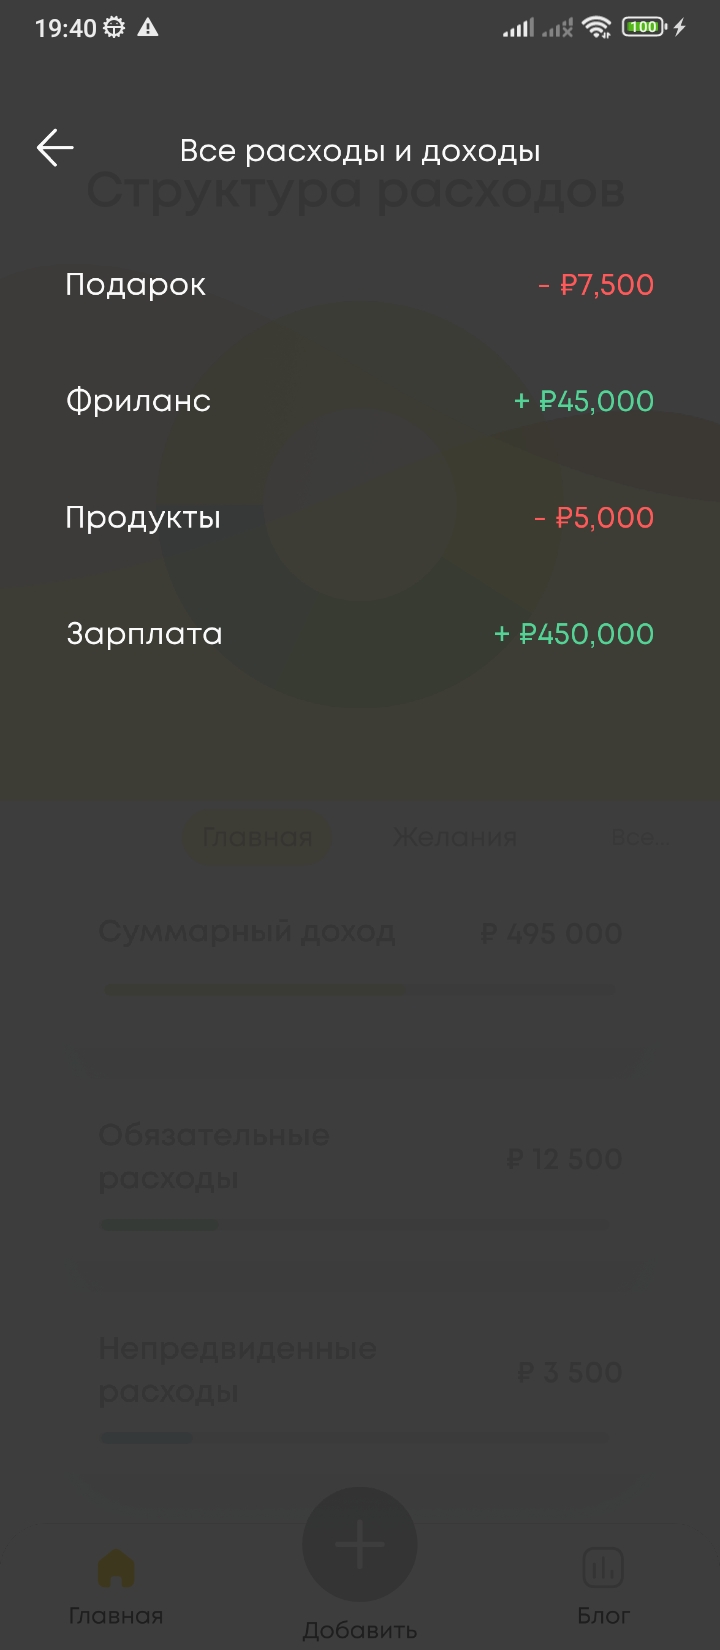 19:40
100
Все расходы и доходы
Структура расходов
Подарок - ₽7,500
Фриланс + ₽45,000
Продукты - ₽5,000
Зарплата + ₽450,000
Главная Желания Все...
Суммарный доход ₽ 495 000
Обязательные
расходы
₽ 12 500
Непредвиденные
расходы
₽ 3 500
Главная Добавить Блог